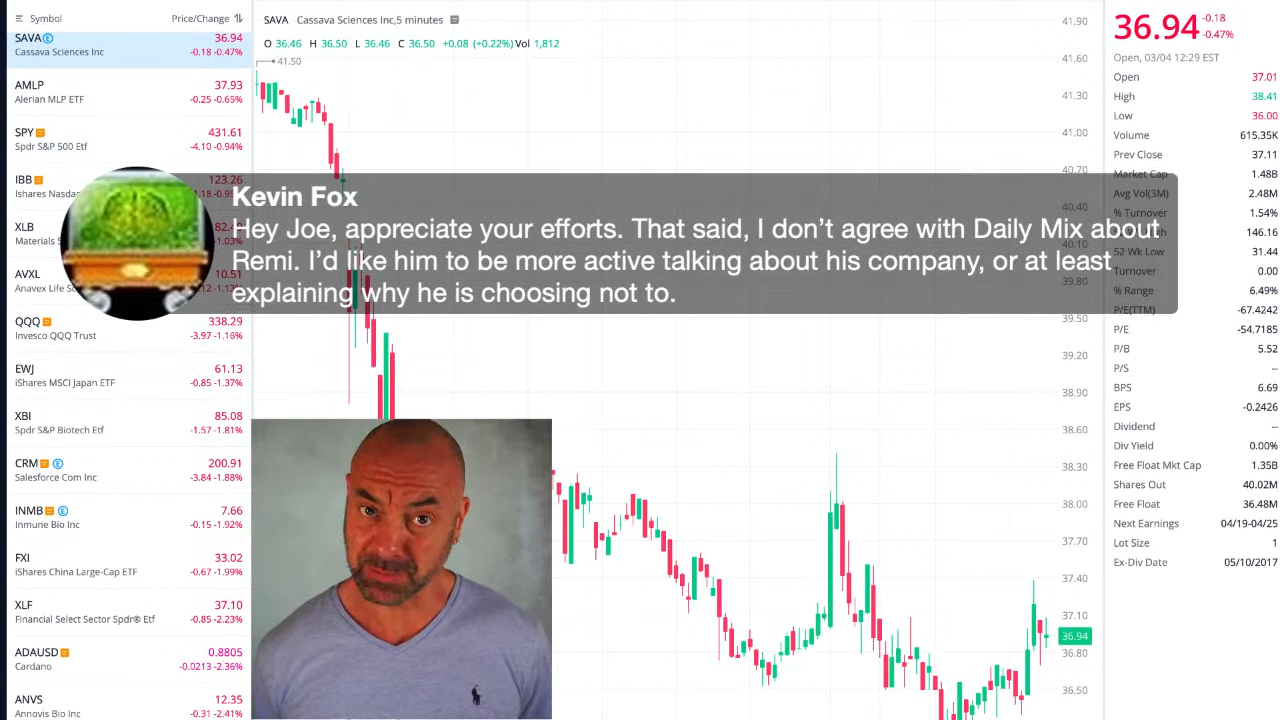 Symbol Price/Change
SAVA 36.94
Cassava Sciences Inc -0.18 -0.47%
AMLP 37.93
Alerian MLP ETF -0.25 -0.65%
SPY 431.61
Spdr S&P 500 Etf -4.10 -0.94%
IBB 123.26
Ishares Nasda
XLB 82.4
Materials S -1.03%
AVXL 10.51
Anavex Life S -1.13%
QQQ 338.29
Invesco QQQ Trust -3.97 -1.16%
EWJ 61.13
iShares MSCI Japan ETF -0.85 -1.37%
XBI 85.08
Spdr S&P Biotech Etf -1.57 -1.81%
CRM 200.91
Salesforce Com Inc -3.84 -1.88%
INMB 7.66
Inmune Bio Inc -0.15 -1.92%
FXI 33.02
iShares China Large-Cap ETF -0.67 -1.99%
XLF 37.10
Financial Select Sector Spdr® Etf -0.85 -2.23%
ADAUSD 0.8805
Cardano -0.0213 -2.36%
ANVS 12.35
Annovis Bio Inc -0.31 -2.41%
SAVA Cassava Sciences Inc,5 minutes
O 36.46 H 36.50 L 36.46 C 36.50 +0.08 (+0.22%) Vol 1,812
41.50
Kevin Fox
Hey Joe, appreciate your efforts. That said, I don’t agree with Daily Mix about
Remi. I’d like him to be more active talking about his company, or at least
explaining why he is choosing not to.
41.90
41.60
41.30
41.00
40.70
40.40
40.10
39.80
39.50
39.20
38.90
38.60
38.30
38.00
37.70
37.40
37.10
36.94
36.80
36.50
36.94 -0.18
-0.47%
Open, 03/04 12:29 EST
Open 37.01
High 38.41
Low 36.00
Volume 615.35K
Prev Close 37.11
Market Cap 1.48B
Avg Vol(3M) 2.48M
% Turnover 1.54%
146.16
52 Wk Low 31.44
Turnover 0.00
% Range 6.49%
P/E(TTM) -67.4242
P/E -54.7185
P/B 5.52
P/S --
BPS 6.69
EPS -0.2426
Dividend --
Div Yield 0.00%
Free Float Mkt Cap 1.35B
Shares Out 40.02M
Free Float 36.48M
Next Earnings 04/19-04/25
Lot Size 1
Ex-Div Date 05/10/2017